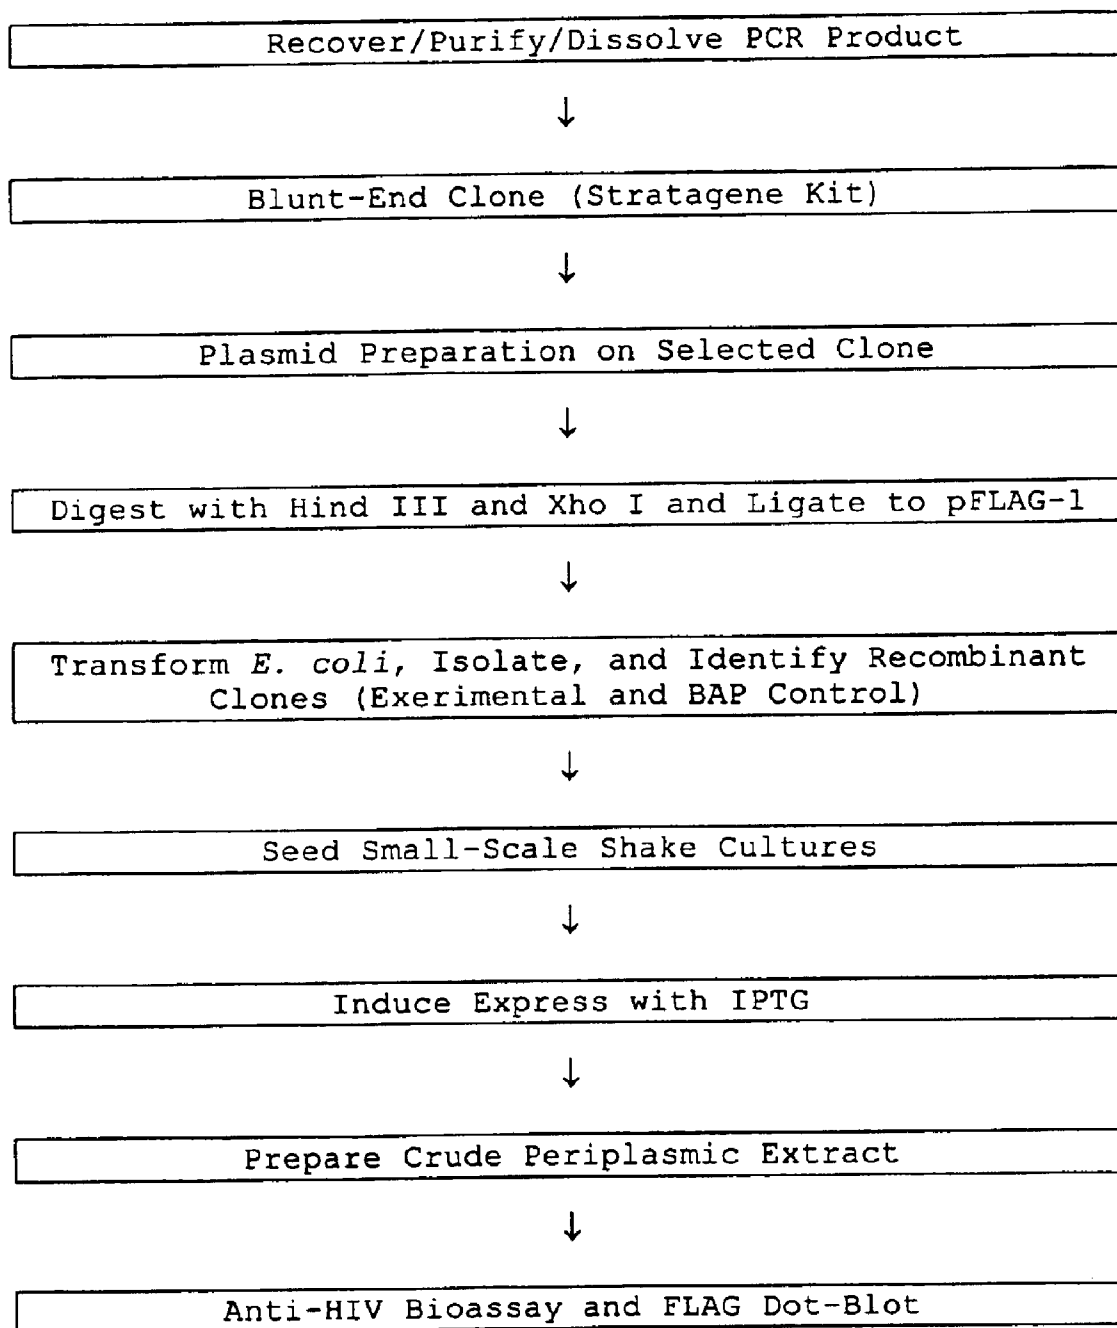 Recover/Purify/Dissolve PCR Product
↓
Blunt-End Clone (Stratagene Kit)
↓
Plasmid Preparation on Selected Clone
↓
Digest with Hind III and Xho I and Ligate to pFLAG-1
↓
Transform E. coli, Isolate, and Identify Recombinant
Clones (Exerimental and BAP Control)
↓
Seed Small-Scale Shake Cultures
↓
Induce Express with IPTG
↓
Prepare Crude Periplasmic Extract
↓
Anti-HIV Bioassay and FLAG Dot-Blot